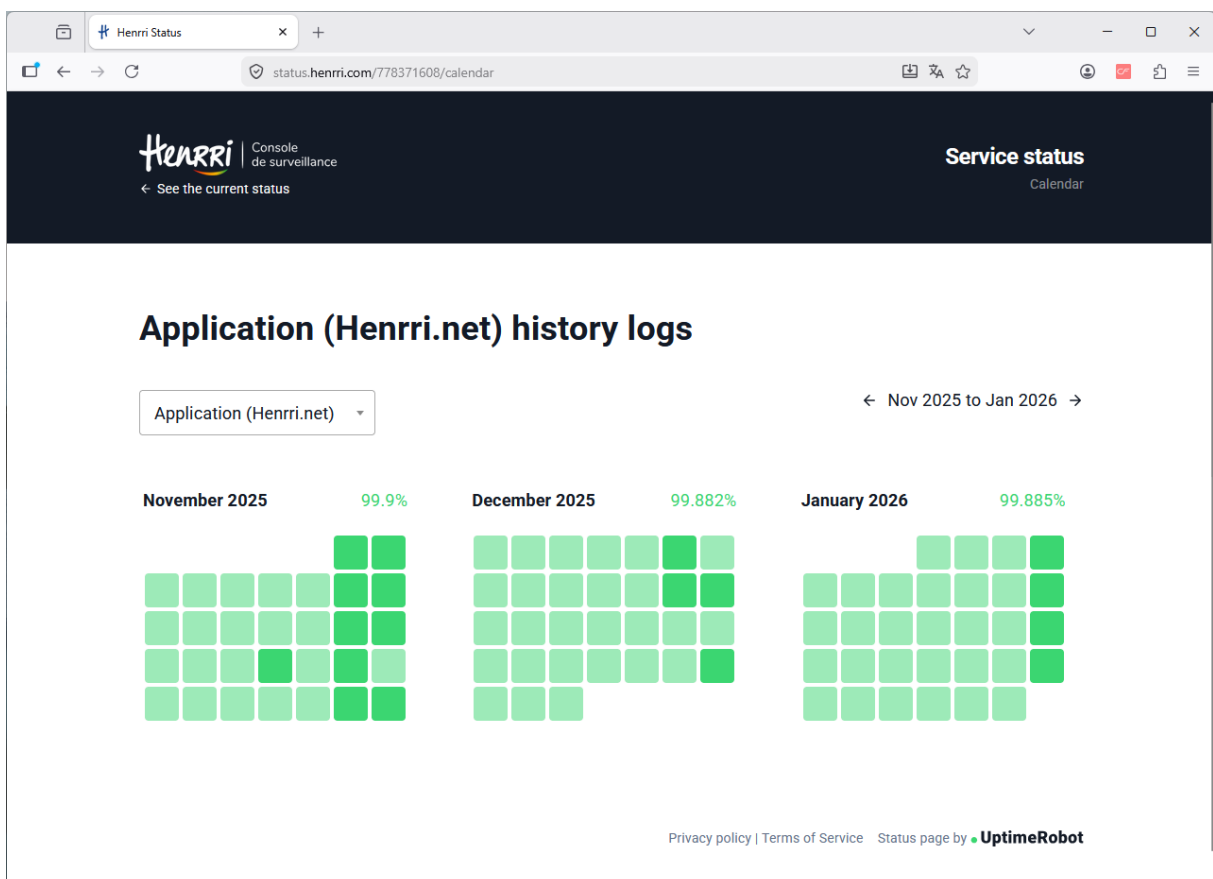 Henrri Status
status.henrri.com/778371608/calendar
Henrri
Console
de surveillance
← See the current status
Service status
Calendar
Application (Henrri.net) history logs
Application (Henrri.net)
← Nov 2025 to Jan 2026 →
November 2025 99.9%
December 2025 99.882%
January 2026 99.885%
Privacy policy | Terms of Service Status page by UptimeRobot